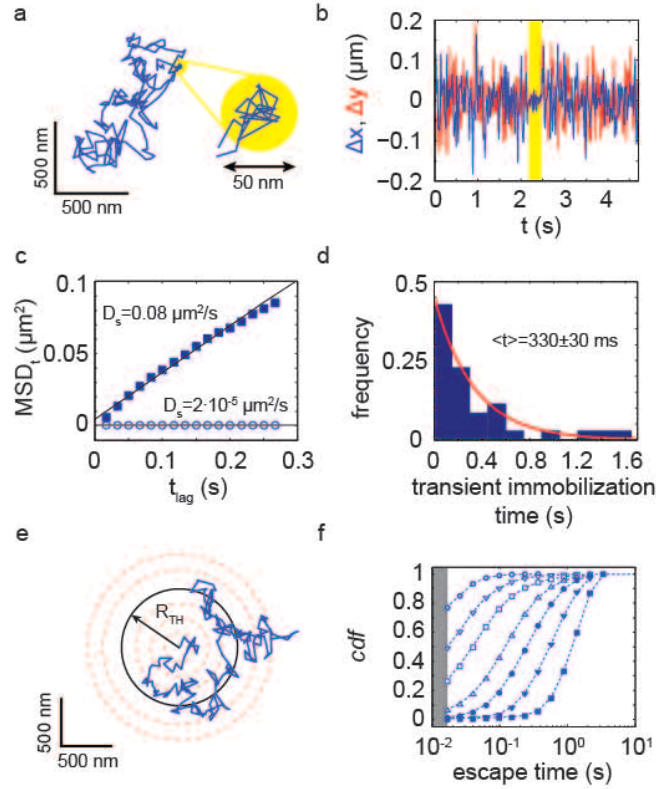 a
500 nm
500 nm
50 nm
b
Δx, Δy (μm)
0.2
0.1
0
−0.1
−0.2
0
2
4
t (s)
c
MSD_t (μm²)
0.1
0.05
0
D_s=0.08 μm²/s
D_s=2·10⁻⁵ μm²/s
0
0.1
0.2
0.3
t_lag (s)
d
frequency
0.5
0.25
0
<t>=330±30 ms
0
0.4
0.8
1.2
1.6
transient immobilization
time (s)
e
R_TH
500 nm
500 nm
f
cdf
1
0.8
0.6
0.4
0.2
0
10⁻²
10⁻¹
10⁰
10¹
escape time (s)